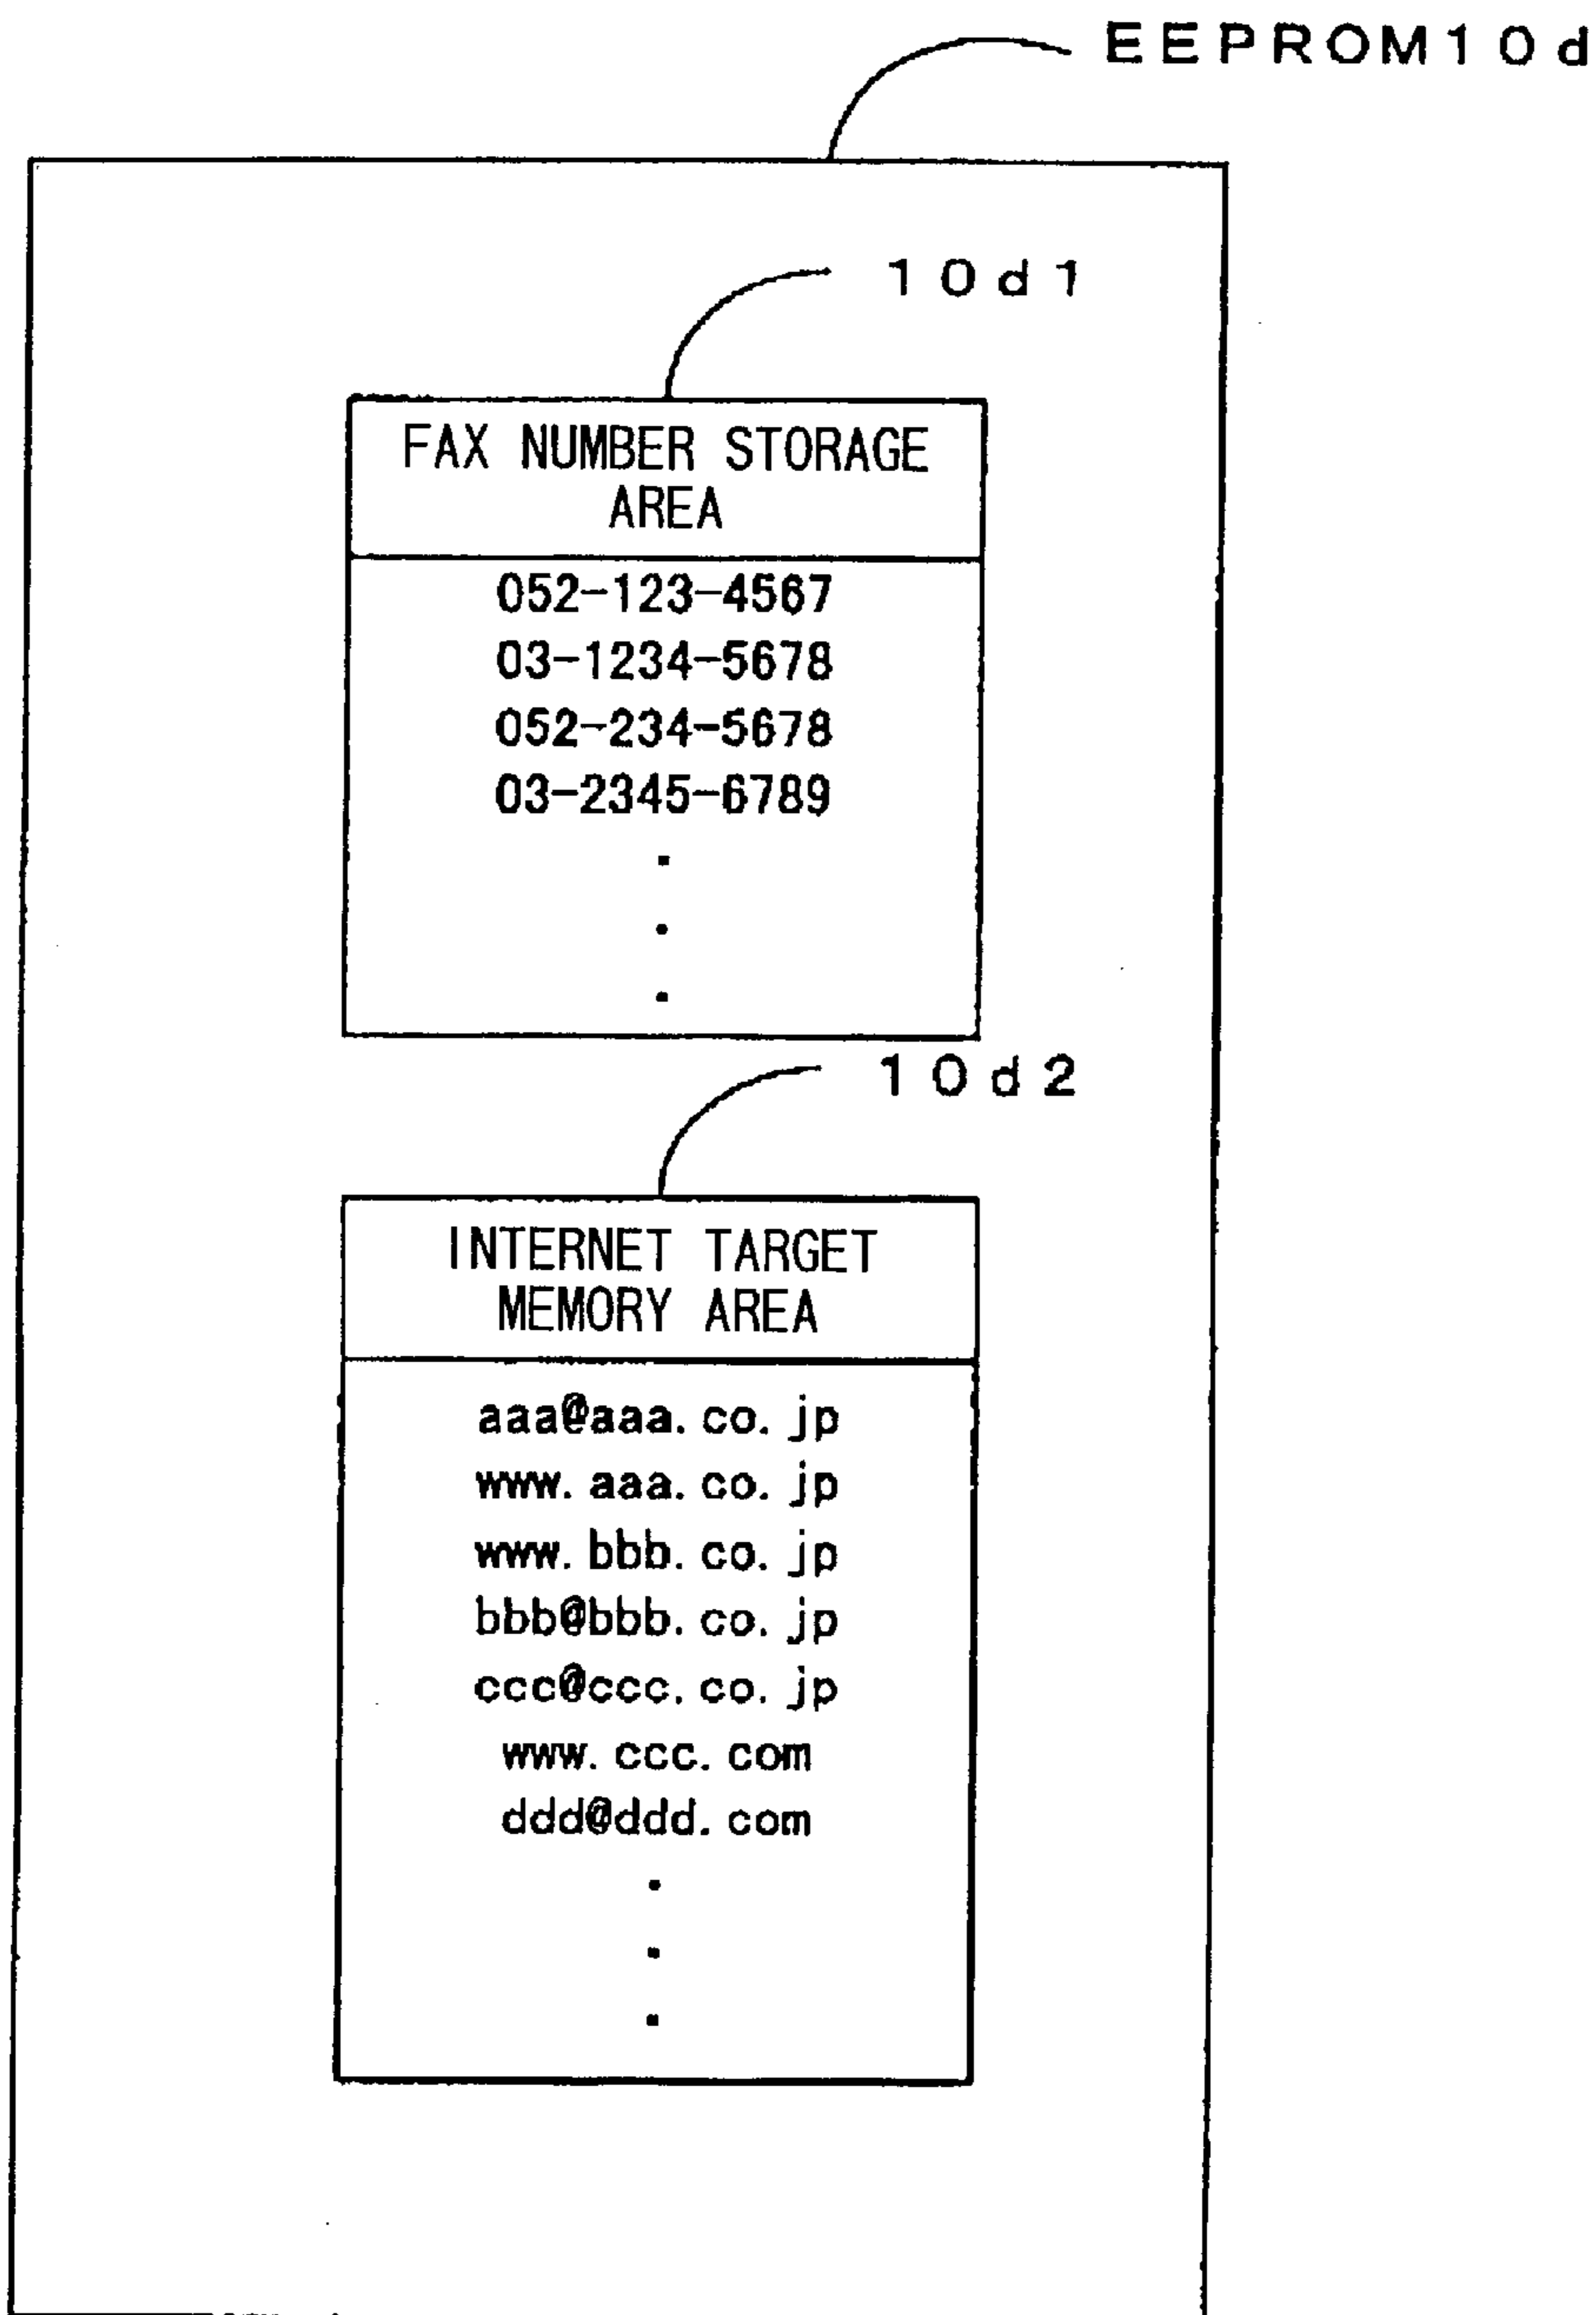 EEPROM10d
10d1
FAX NUMBER STORAGE
AREA
052-123-4567
03-1234-5678
052-234-5678
03-2345-6789
.
.
.
10d2
INTERNET TARGET
MEMORY AREA
aaa@aaa.co.jp
www.aaa.co.jp
www.bbb.co.jp
bbb@bbb.co.jp
ccc@ccc.co.jp
www.ccc.com
ddd@ddd.com
.
.
.